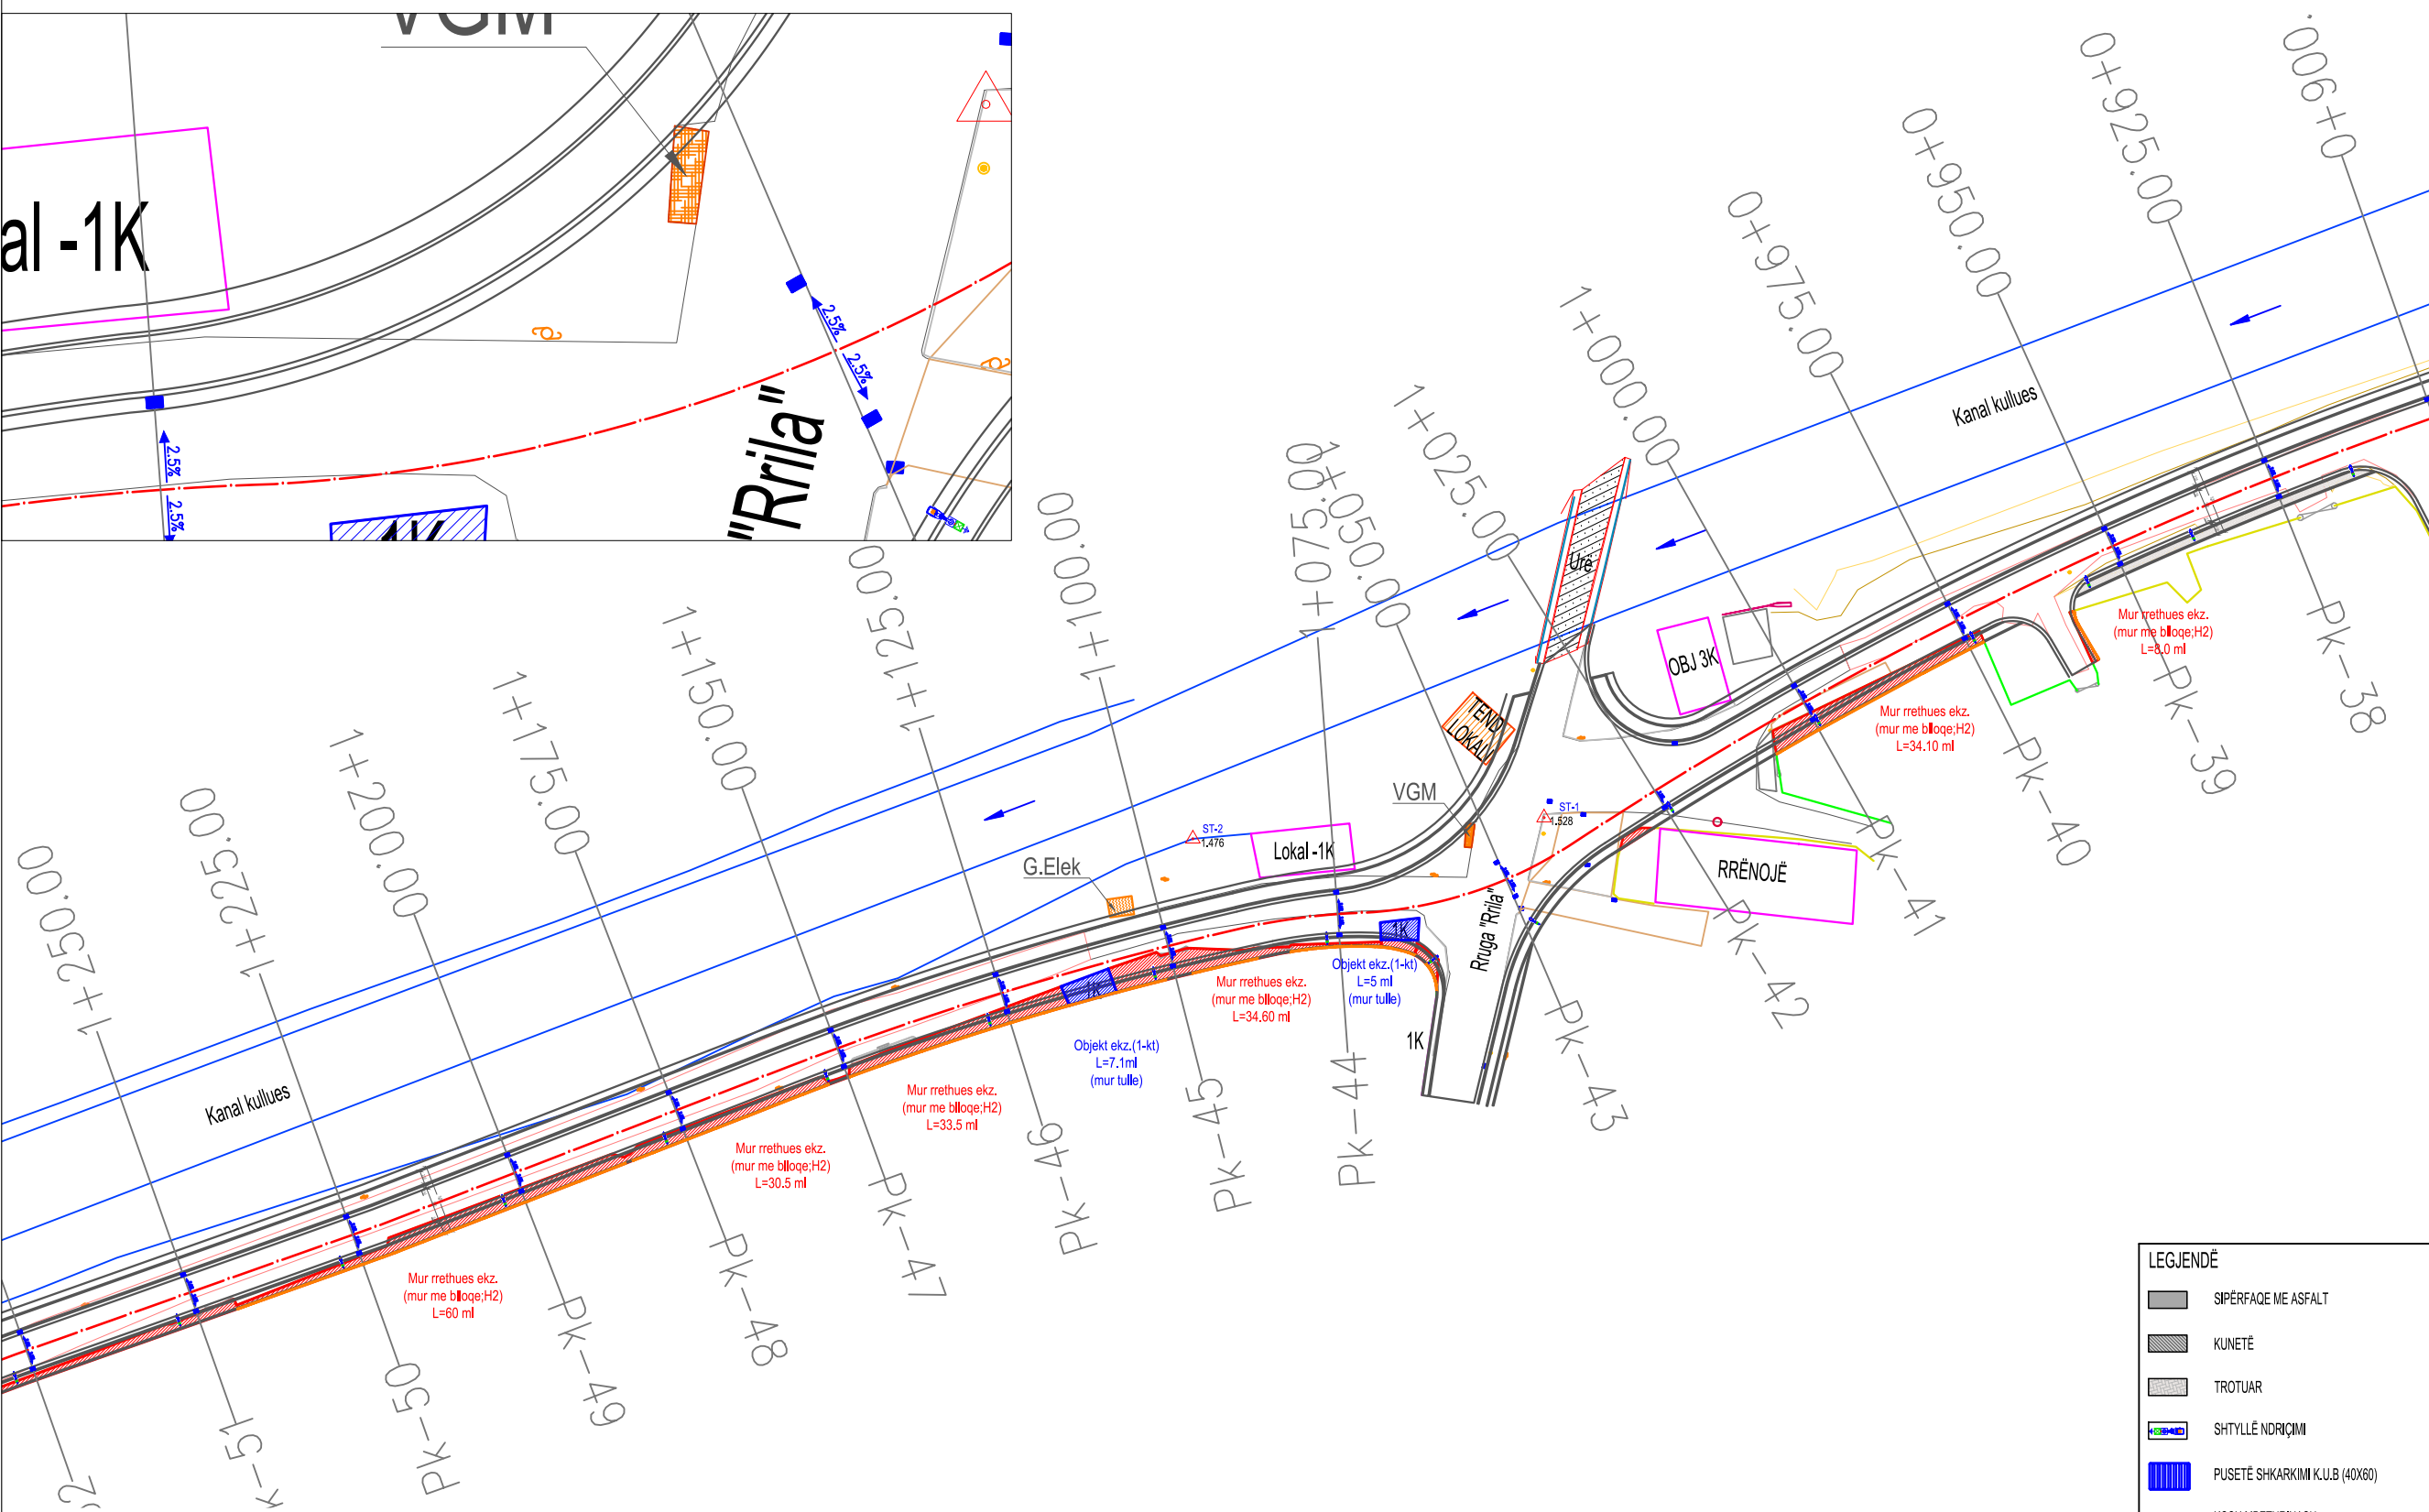 VGM
al -1K
2.5%
2.5%
2.5%
2.5%
"Rrila"
1K
0+900.
0+925.00
0+950.00
0+975.00
1+000.00
1+025.00
1+050.00
1+075.00
1+100.00
1+125.00
1+150.00
1+175.00
1+200.00
1+225.00
1+250.00
Kanal kullues
Urë
OBJ 3K
TEND
LOKALI
VGM
ST-1
1.528
ST-2
1.476
Lokal -1K
G.Elek
RRËNOJË
Rruga "Rrila"
1K
1K
1K
Mur rrethues ekz.
(mur me blloqe;H2)
L=8.0 ml
Mur rrethues ekz.
(mur me blloqe;H2)
L=34.10 ml
Objekt ekz.(1-kt)
L=5 ml
(mur tulle)
Mur rrethues ekz.
(mur me blloqe;H2)
L=34.60 ml
Objekt ekz.(1-kt)
L=7.1ml
(mur tulle)
Mur rrethues ekz.
(mur me blloqe;H2)
L=33.5 ml
Mur rrethues ekz.
(mur me blloqe;H2)
L=30.5 ml
Mur rrethues ekz.
(mur me blloqe;H2)
L=60 ml
Kanal kullues
Pk-38
Pk-39
Pk-40
Pk-41
Pk-42
Pk-43
Pk-44
Pk-45
Pk-46
Pk-47
Pk-48
Pk-49
Pk-50
k-51
LEGJENDË
SIPËRFAQE ME ASFALT
KUNETË
TROTUAR
SHTYLLË NDRIÇIMI
PUSETË SHKARKIMI K.U.B (40X60)